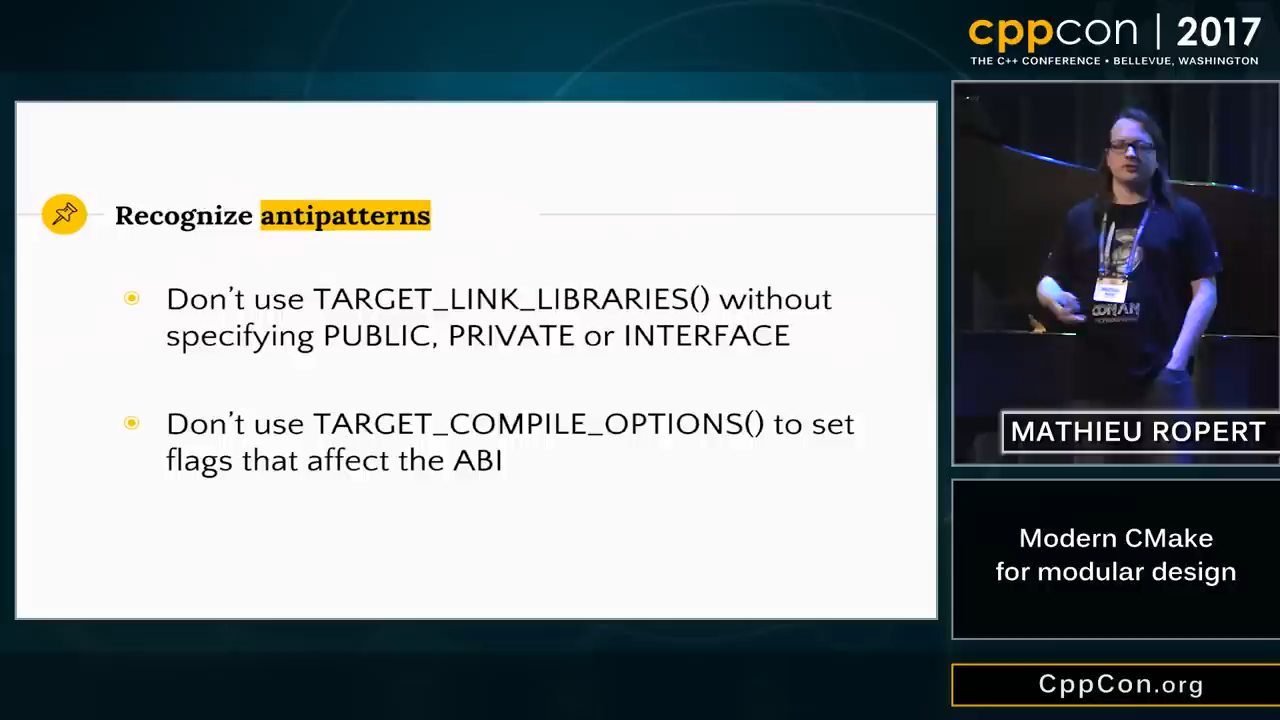 cppcon | 2017
THE C++ CONFERENCE • BELLEVUE, WASHINGTON
Recognize antipatterns
Don't use TARGET_LINK_LIBRARIES() without
specifying PUBLIC, PRIVATE or INTERFACE
Don't use TARGET_COMPILE_OPTIONS() to set
flags that affect the ABI
CONAN
MATHIEU ROPERT
Modern CMake
for modular design
CppCon.org